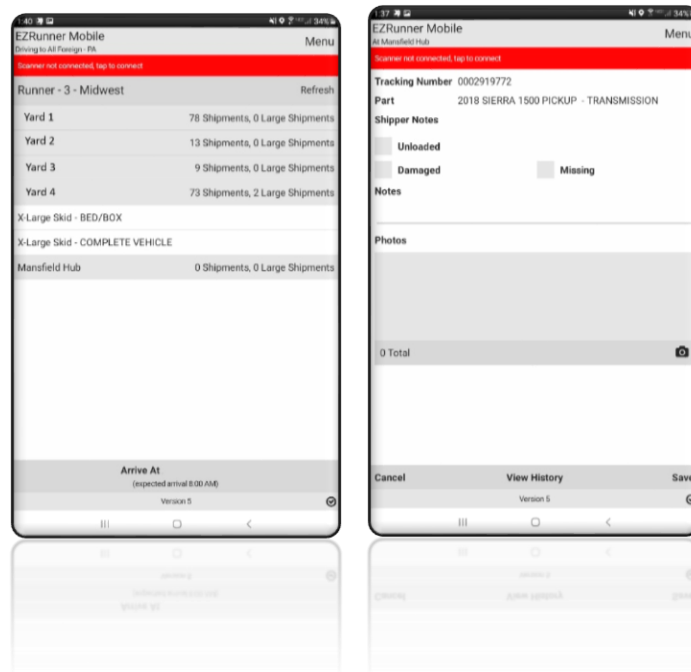 1:40 34%
EZRunner Mobile
Menu
Driving to All Foreign - PA
Scanner not connected, tap to connect
Runner - 3 - Midwest Refresh
Yard 1 78 Shipments, 0 Large Shipments
Yard 2 13 Shipments, 0 Large Shipments
Yard 3 9 Shipments, 0 Large Shipments
Yard 4 73 Shipments, 2 Large Shipments
X-Large Skid - BED/BOX
X-Large Skid - COMPLETE VEHICLE
Mansfield Hub 0 Shipments, 0 Large Shipments
Arrive At
(expected arrival 8:00 AM)
Version 5
1:37 34%
EZRunner Mobile
Menu
At Mansfield Hub
Scanner not connected, tap to connect
Tracking Number 0002919772
Part 2018 SIERRA 1500 PICKUP - TRANSMISSION
Shipper Notes
Unloaded
Damaged Missing
Notes
Photos
0 Total
Cancel View History Save
Version 5